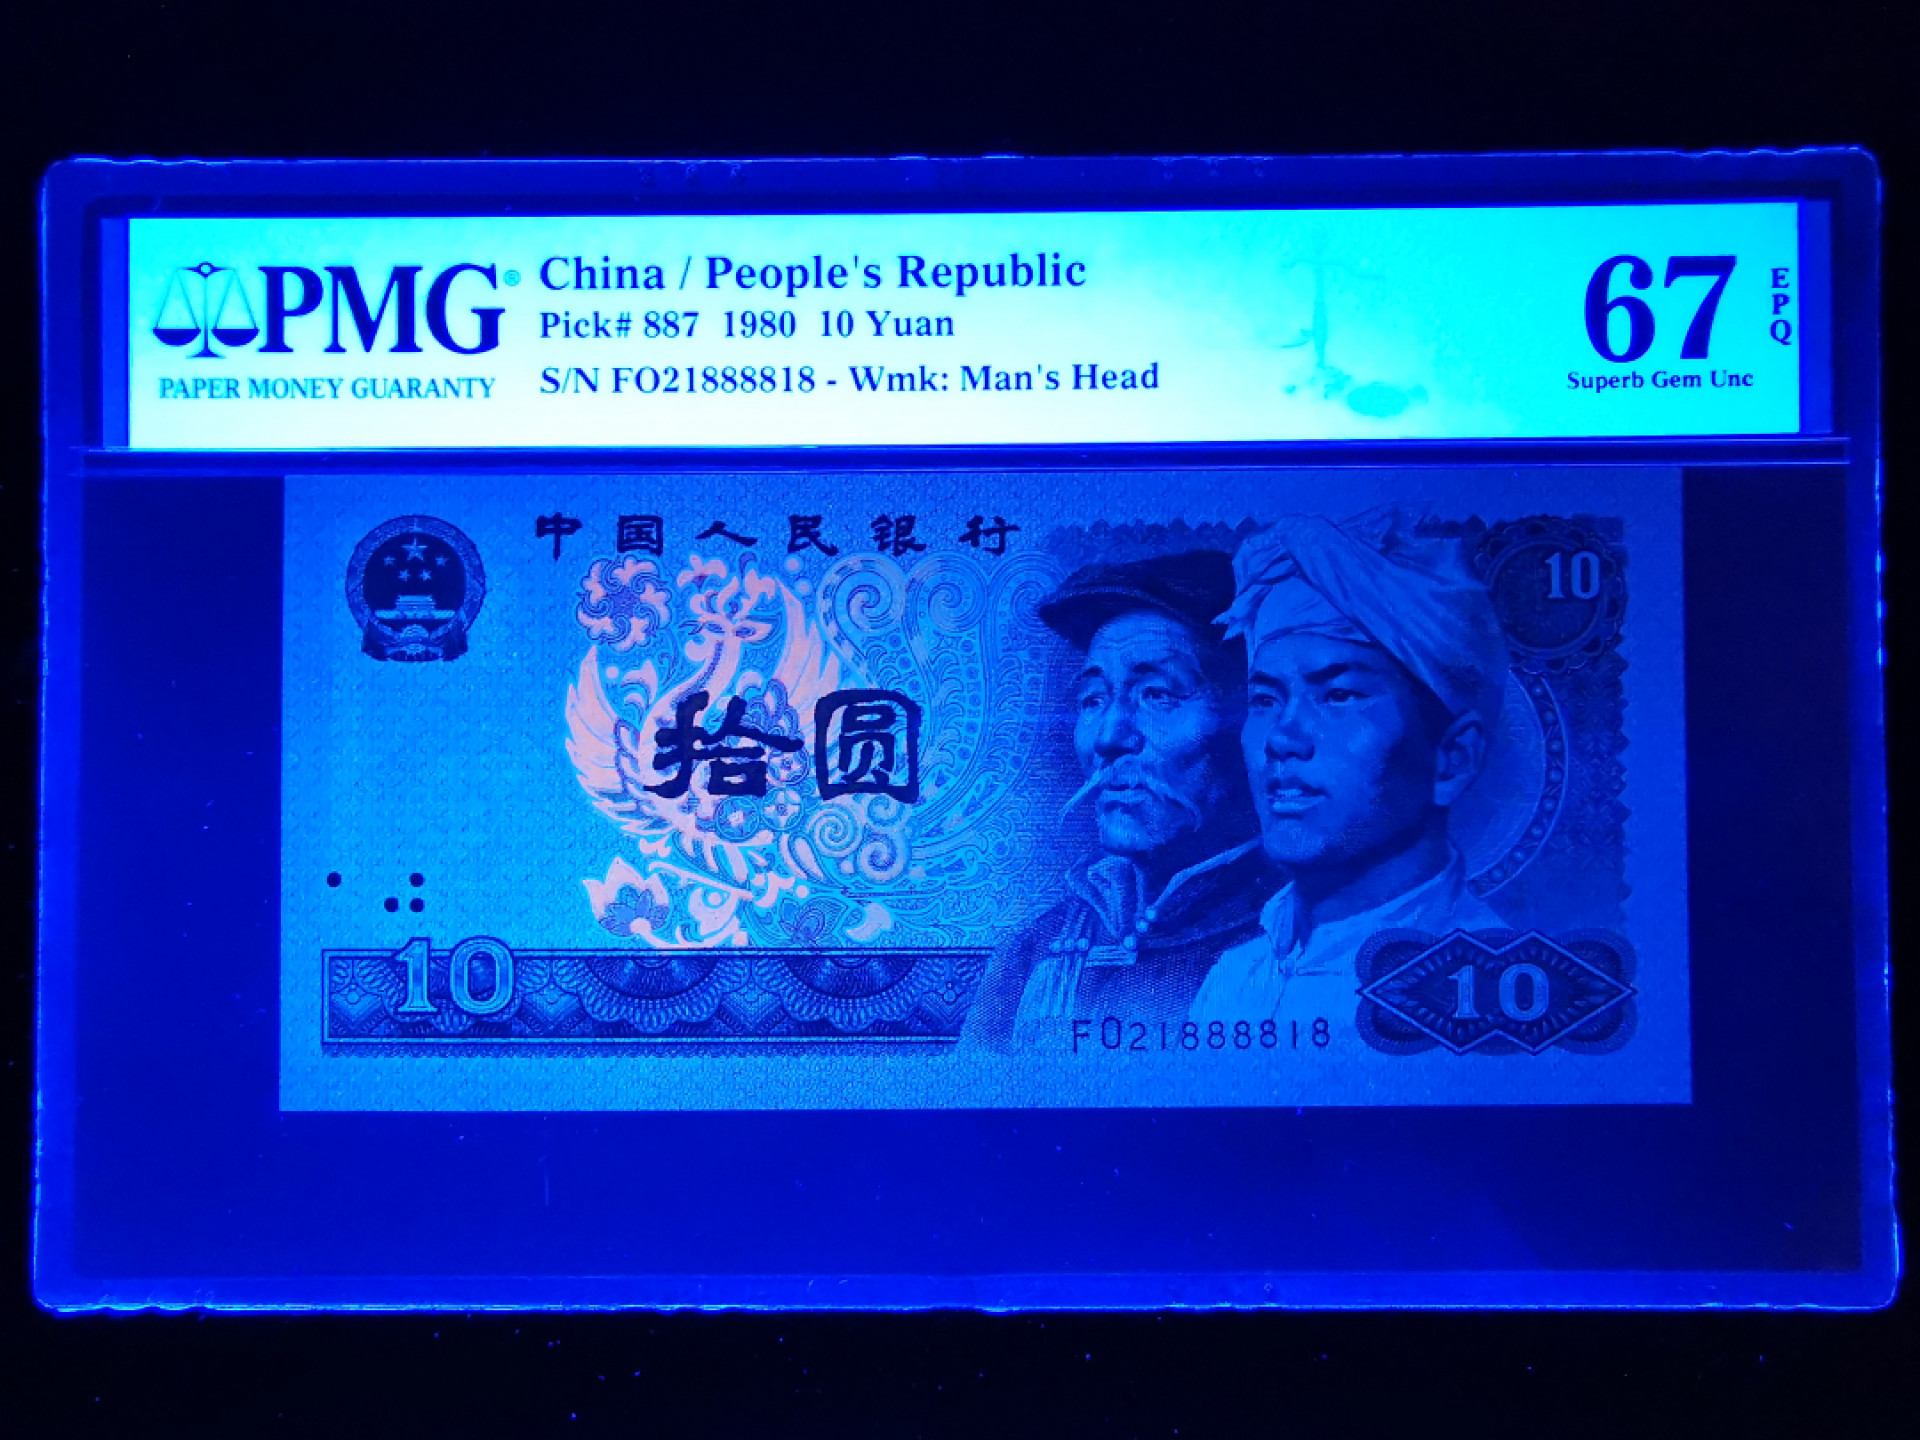 PMG®
PAPER MONEY GUARANTY
China / People's Republic
Pick# 887 1980 10 Yuan
S/N FO21888818 - Wmk: Man's Head
67
EPQ
Superb Gem Unc
中国人民银行
10
拾圆
10
FO21888818
10